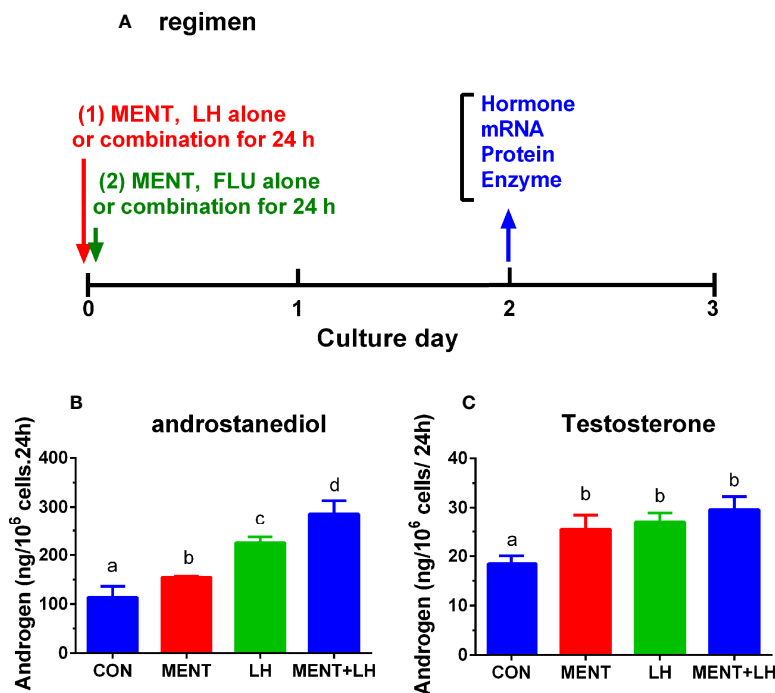 A regimen
(1) MENT, LH alone
or combination for 24 h
(2) MENT, FLU alone
or combination for 24 h
Hormone
mRNA
Protein
Enzyme
0 1 2 3
Culture day
B androstanediol
Androgen (ng/10⁶ cells.24h)
400
300
200
100
0
a b c d
CON MENT LH MENT+LH
C Testosterone
Androgen (ng/10⁶ cells/ 24h)
40
30
20
10
0
a b b b
CON MENT LH MENT+LH